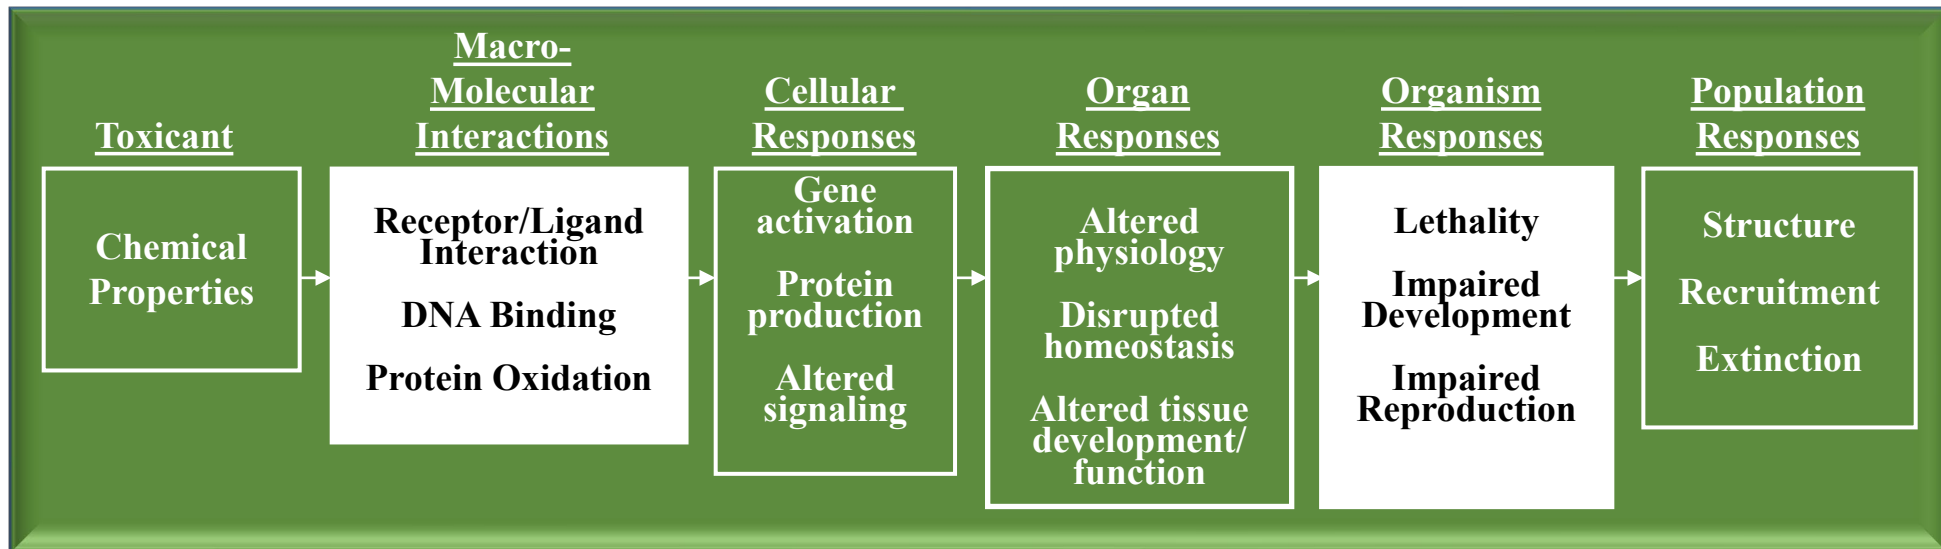 Toxicant
Chemical
Properties
Macro-
Molecular
Interactions
Receptor/Ligand
Interaction
DNA Binding
Protein Oxidation
Cellular
Responses
Gene
activation
Protein
production
Altered
signaling
Organ
Responses
Altered
physiology
Disrupted
homeostasis
Altered tissue
development/
function
Organism
Responses
Lethality
Impaired
Development
Impaired
Reproduction
Population
Responses
Structure
Recruitment
Extinction